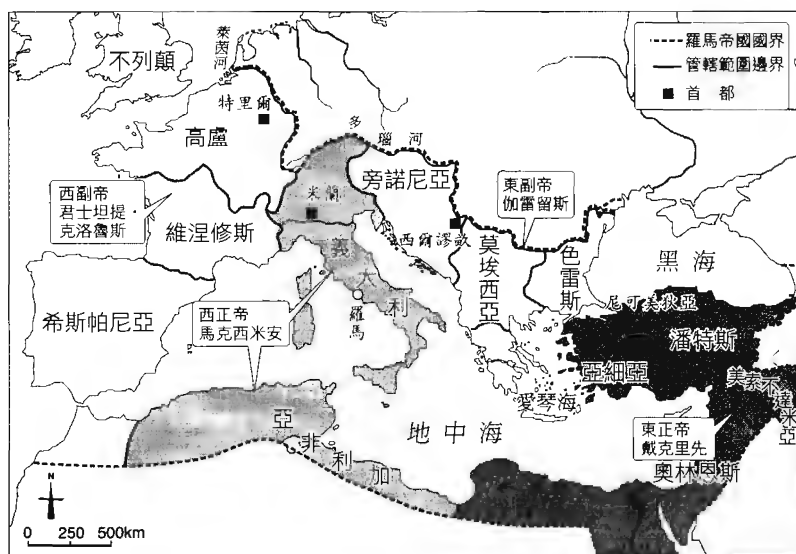 羅馬帝國國界
管轄範圍邊界
首都
不列顛
萊茵河
特里爾
高盧
多瑙河
旁諾尼亞
米蘭
西副帝
君士坦提
克洛魯斯
維涅修斯
東副帝
伽雷留斯
西爾謬畝
莫埃西亞
色雷斯
黑海
義大利
羅馬
尼可美狄亞
西正帝
馬克西米安
希斯帕尼亞
潘特斯
亞細亞
美索不達米亞
愛琴海
地中海
東正帝
戴克里先
奧林恩斯
亞非利加
N
0 250 500km